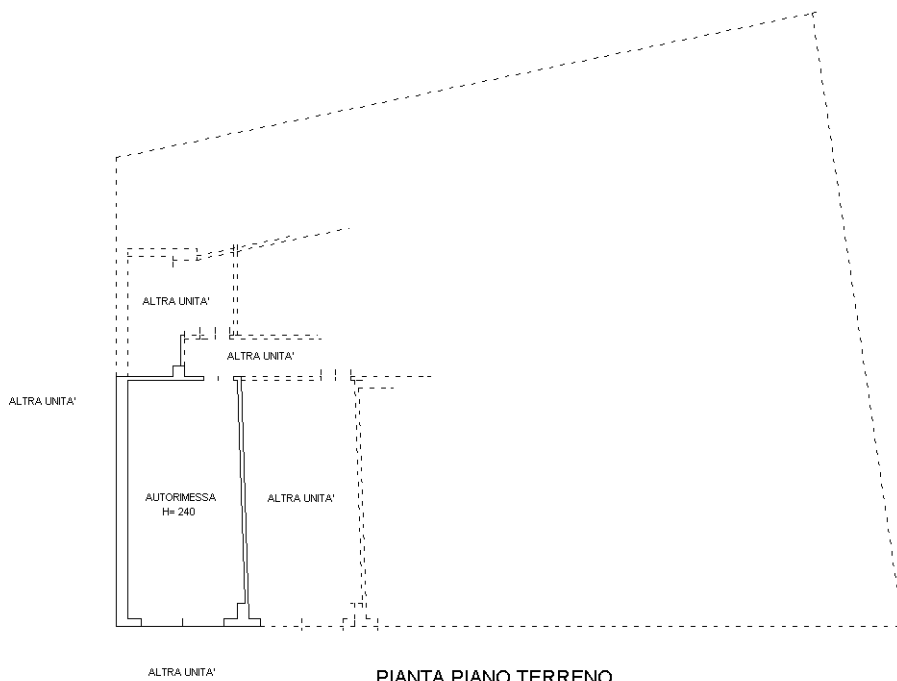 ALTRA UNITA'
ALTRA UNITA'
ALTRA UNITA'
AUTORIMESSA
H= 240
ALTRA UNITA'
ALTRA UNITA'
PIANTA PIANO TERRENO